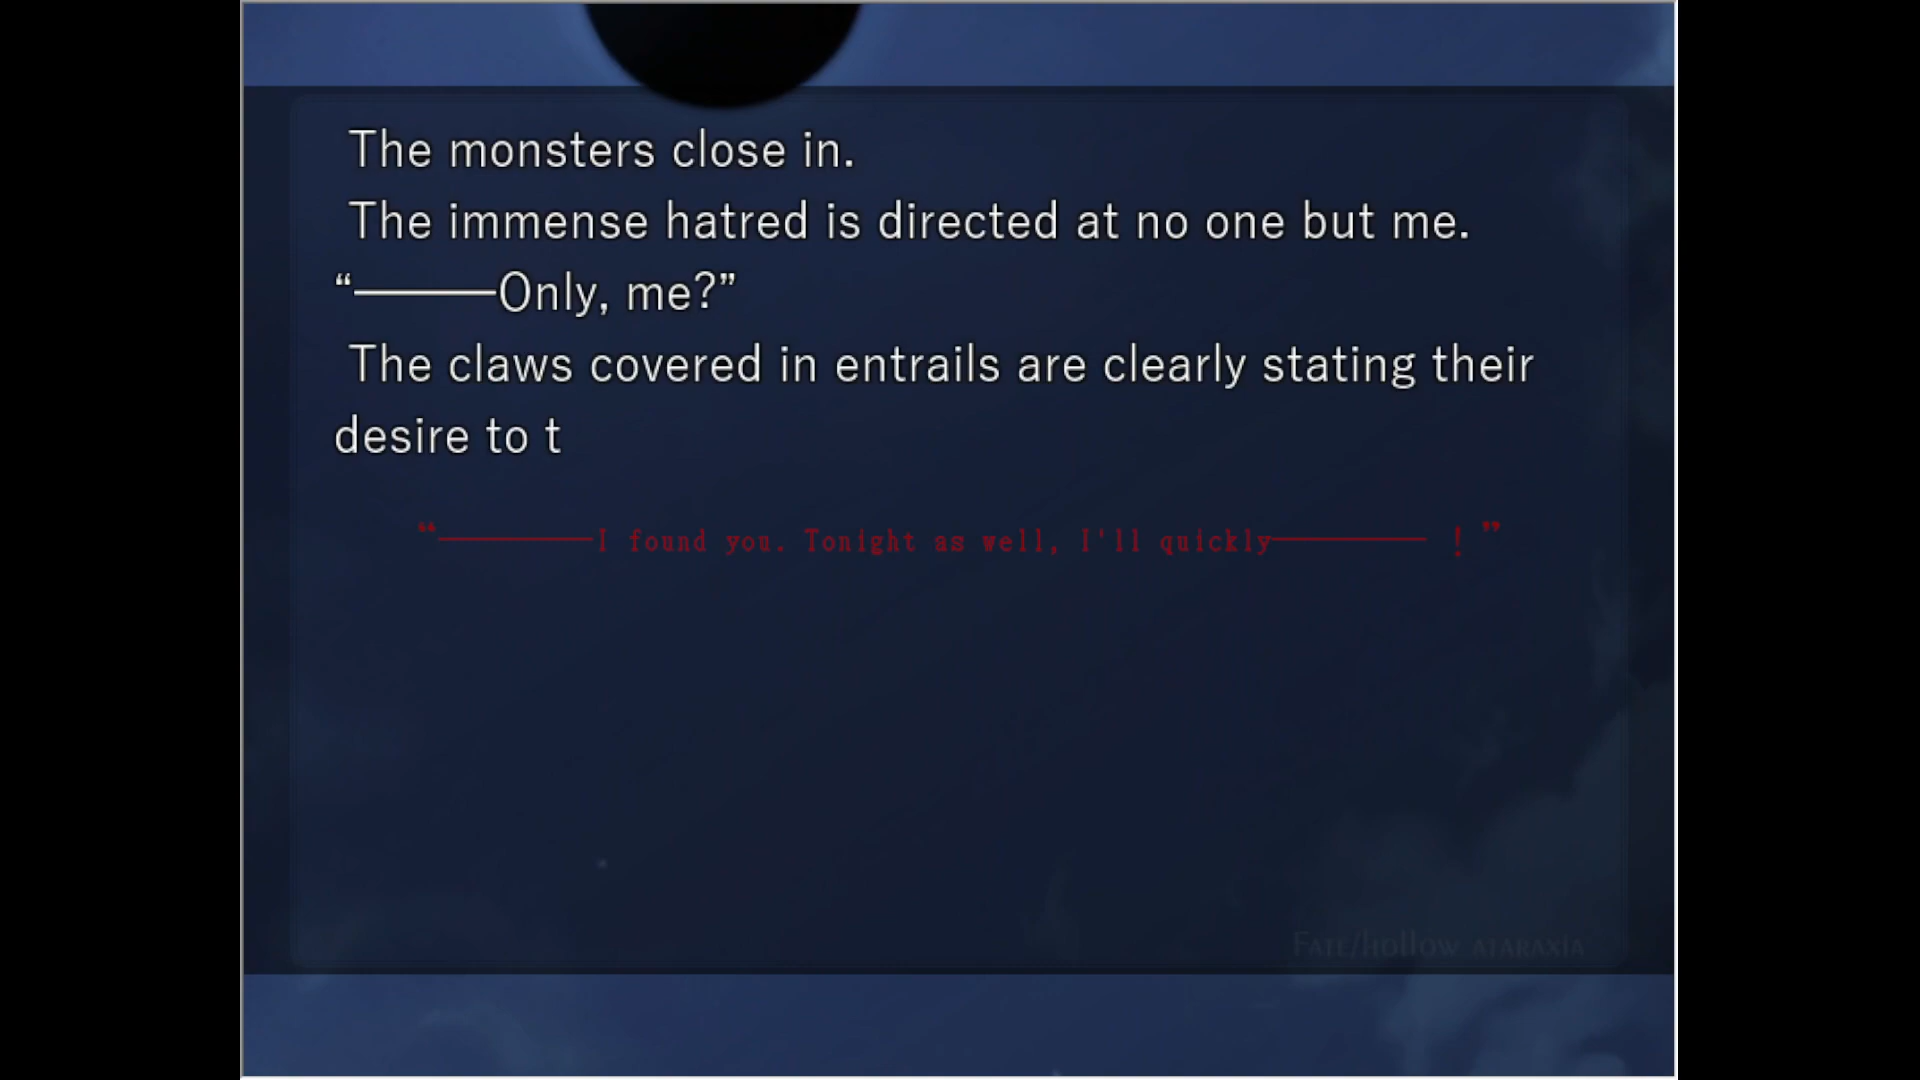 The monsters close in.
The immense hatred is directed at no one but me.
“———Only, me?”
The claws covered in entrails are clearly stating their
desire to t
“————I found you. Tonight as well, I'll quickly———— ! ”
Fate/hollow ataraxia